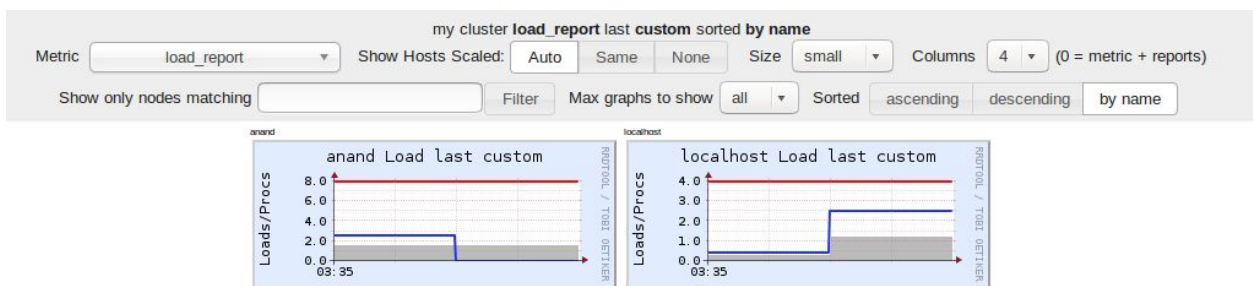 my cluster load_report last custom sorted by name
Metric load_report Show Hosts Scaled: Auto Same None Size small Columns 4 (0 = metric + reports)
Show only nodes matching Filter Max graphs to show all Sorted ascending descending by name
anand
anand Load last custom
Loads/Procs
8.0
6.0
4.0
2.0
0.0
03:35
RRDTOOL / TOBI OETIKER
localhost
localhost Load last custom
Loads/Procs
4.0
3.0
2.0
1.0
0.0
03:35
RRDTOOL / TOBI OETIKER